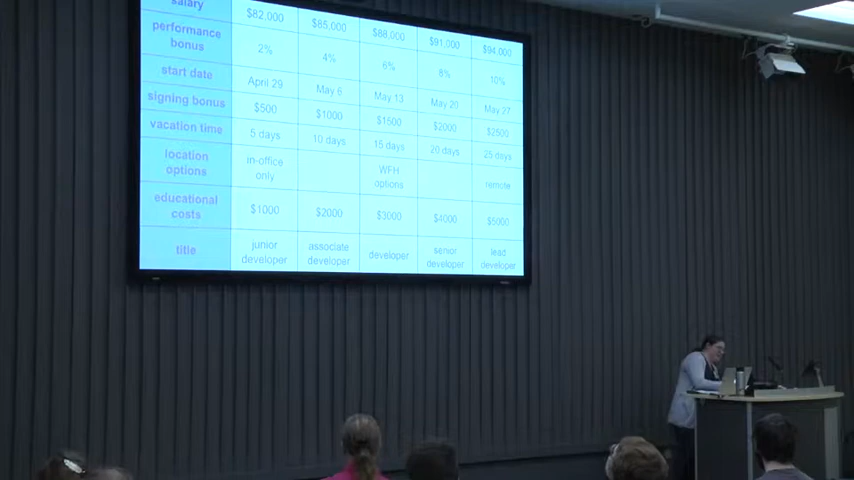 salary $82,000 $85,000 $88,000 $91,000 $94,000
performance
bonus 2% 4% 6% 8% 10%
start date April 29 May 6 May 13 May 20 May 27
signing bonus $500 $1000 $1500 $2000 $2500
vacation time 5 days 10 days 15 days 20 days 25 days
location in-office WFH
options only options remote
educational
costs $1000 $2000 $3000 $4000 $5000
title junior associate developer senior lead
developer developer developer developer